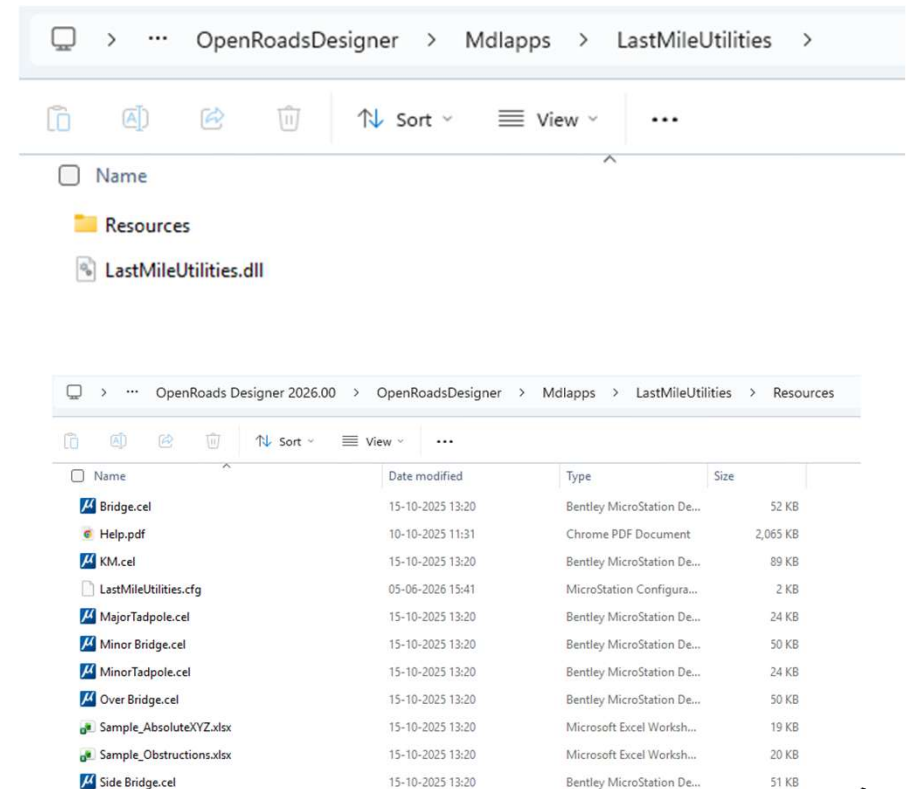 OpenRoadsDesigner > Mdlapps > LastMileUtilities >
Sort View
Name
Resources
LastMileUtilities.dll
OpenRoads Designer 2026.00 > OpenRoadsDesigner > Mdlapps > LastMileUtilities > Resources
Sort View
Name Date modified Type Size
Bridge.cel 15-10-2025 13:20 Bentley MicroStation De... 52 KB
Help.pdf 10-10-2025 11:31 Chrome PDF Document 2,065 KB
KM.cel 15-10-2025 13:20 Bentley MicroStation De... 89 KB
LastMileUtilities.cfg 05-06-2026 15:41 MicroStation Configura... 2 KB
MajorTadpole.cel 15-10-2025 13:20 Bentley MicroStation De... 24 KB
Minor Bridge.cel 15-10-2025 13:20 Bentley MicroStation De... 50 KB
MinorTadpole.cel 15-10-2025 13:20 Bentley MicroStation De... 24 KB
Over Bridge.cel 15-10-2025 13:20 Bentley MicroStation De... 50 KB
Sample_AbsoluteXYZ.xlsx 15-10-2025 13:20 Microsoft Excel Worksh... 19 KB
Sample_Obstructions.xlsx 15-10-2025 13:20 Microsoft Excel Worksh... 20 KB
Side Bridge.cel 15-10-2025 13:20 Bentley MicroStation De... 51 KB